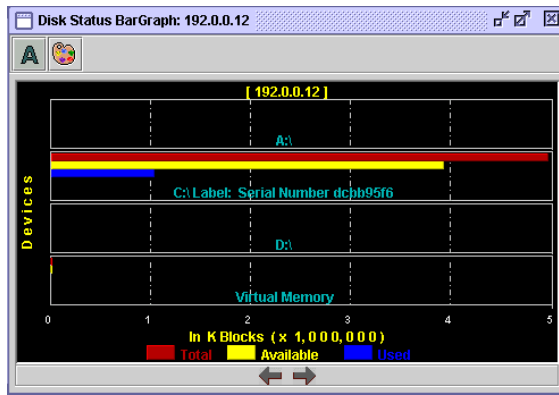 Disk Status BarGraph: 192.0.0.12
A
[ 192.0.0.12 ]
A:\
C:\ Label: Serial Number dcbb95f6
D:\
Virtual Memory
Devices
0 1 2 3 4 5
In K Blocks ( x 1,000,000 )
Total Available Used